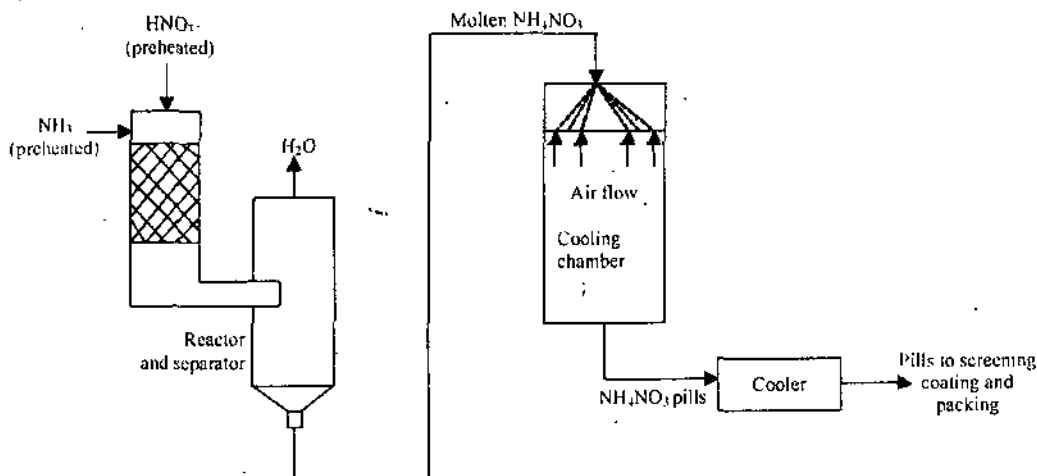 HNO₃
(preheated)
NH₃
(preheated)
H₂O
Reactor
and separator
Molten NH₄NO₃
Air flow
Cooling
chamber
NH₄NO₃ pills
Cooler
Pills to screening
coating and
packing